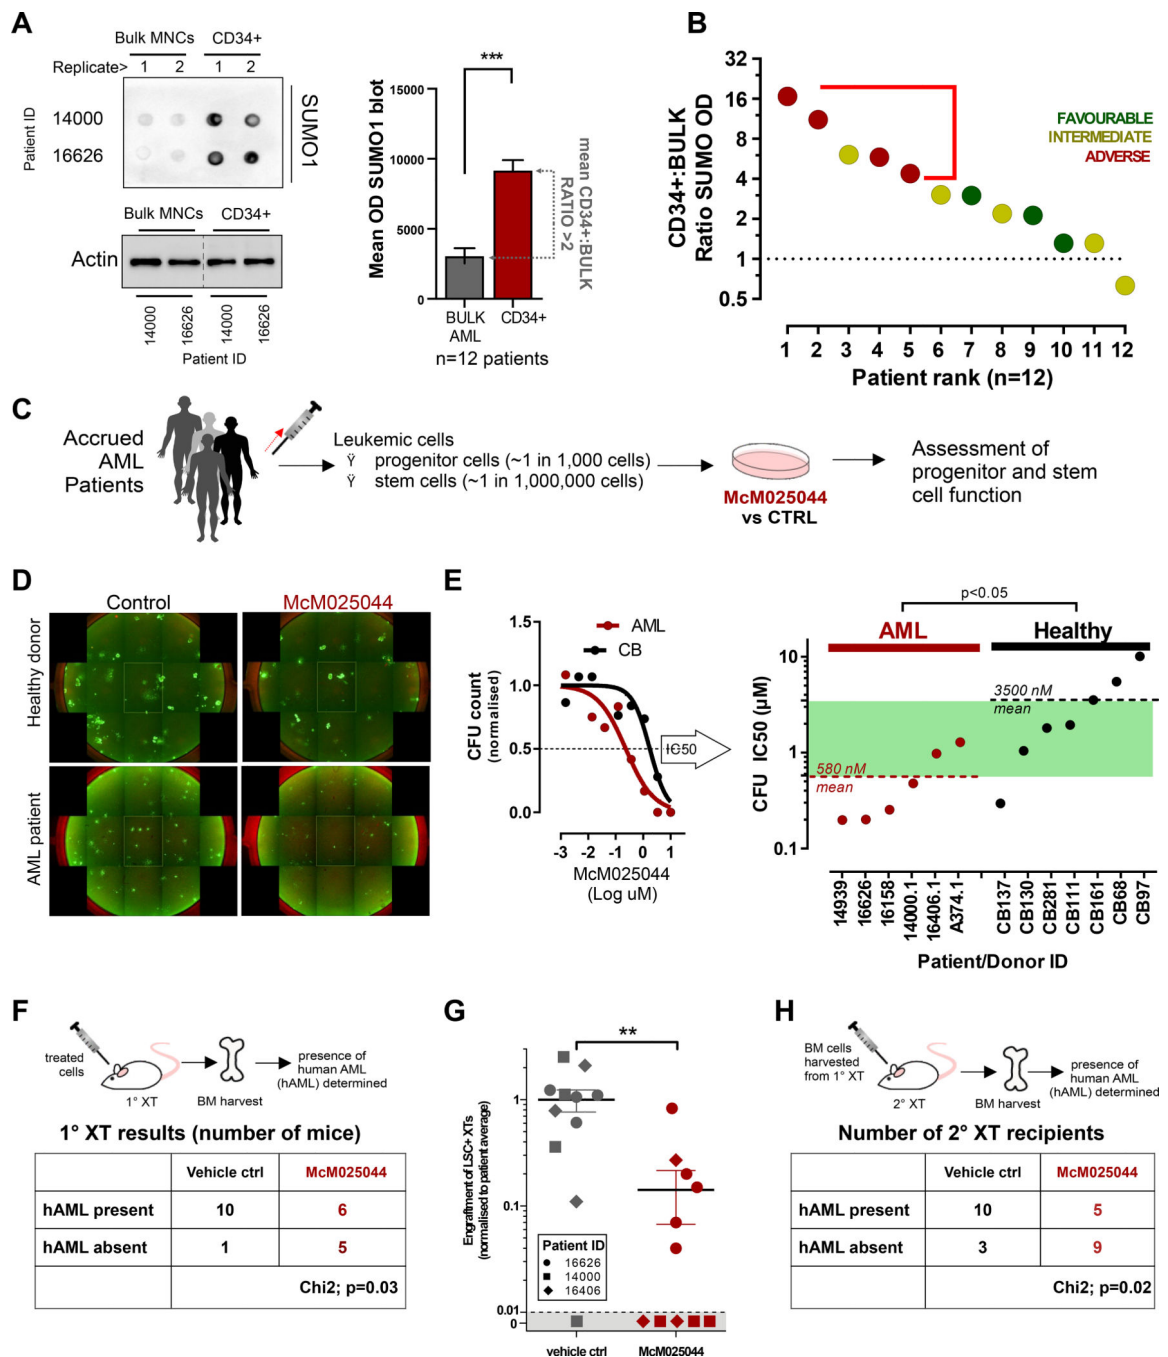 A
Bulk MNCs
CD34+
Replicate>
1
2
1
2
Patient ID
14000
16626
SUMO1
Bulk MNCs
CD34+
Actin
14000
16626
14000
16626
Patient ID
***
Mean OD SUMO1 blot
15000
10000
5000
0
mean CD34+:BULK
RATIO >2
BULK
AML
CD34+
n=12 patients
B
CD34+:BULK
Ratio SUMO OD
32
16
8
4
2
1
0.5
FAVOURABLE
INTERMEDIATE
ADVERSE
1 2 3 4 5 6 7 8 9 10 11 12
Patient rank (n=12)
C
Accrued
AML
Patients
Leukemic cells
Ÿ progenitor cells (~1 in 1,000 cells)
Ÿ stem cells (~1 in 1,000,000 cells)
McM025044
vs CTRL
Assessment of
progenitor and stem
cell function
D
Control
McM025044
Healthy donor
AML patient
E
AML
CB
CFU count
(normalised)
1.5
1.0
0.5
0.0
IC50
-3 -2 -1 0 1
McM025044
(Log uM)
p<0.05
AML
Healthy
CFU IC50 (µM)
10
1
0.1
3500 nM
mean
580 nM
mean
14939
16626
16158
14000.1
16406.1
A374.1
CB137
CB130
CB281
CB111
CB161
CB68
CB97
Patient/Donor ID
F
treated
cells
1° XT
BM harvest
presence of
human AML
(hAML) determined
1° XT results (number of mice)
Vehicle ctrl McM025044
hAML present 10 6
hAML absent 1 5
Chi2; p=0.03
G
**
Engraftment of LSC+ XTs
(normalised to patient average)
1
0.1
0.01
0
Patient ID
16626
14000
16406
vehicle ctrl
McM025044
H
BM cells
harvested
from 1° XT
2° XT
BM harvest
presence of
human AML
(hAML) determined
Number of 2° XT recipients
Vehicle ctrl McM025044
hAML present 10 5
hAML absent 3 9
Chi2; p=0.02